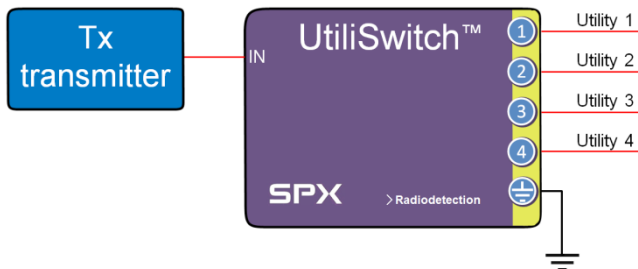 Tx
transmitter
IN
UtiliSwitch™
1
Utility 1
2
Utility 2
3
Utility 3
4
Utility 4
SPX
> Radiodetection